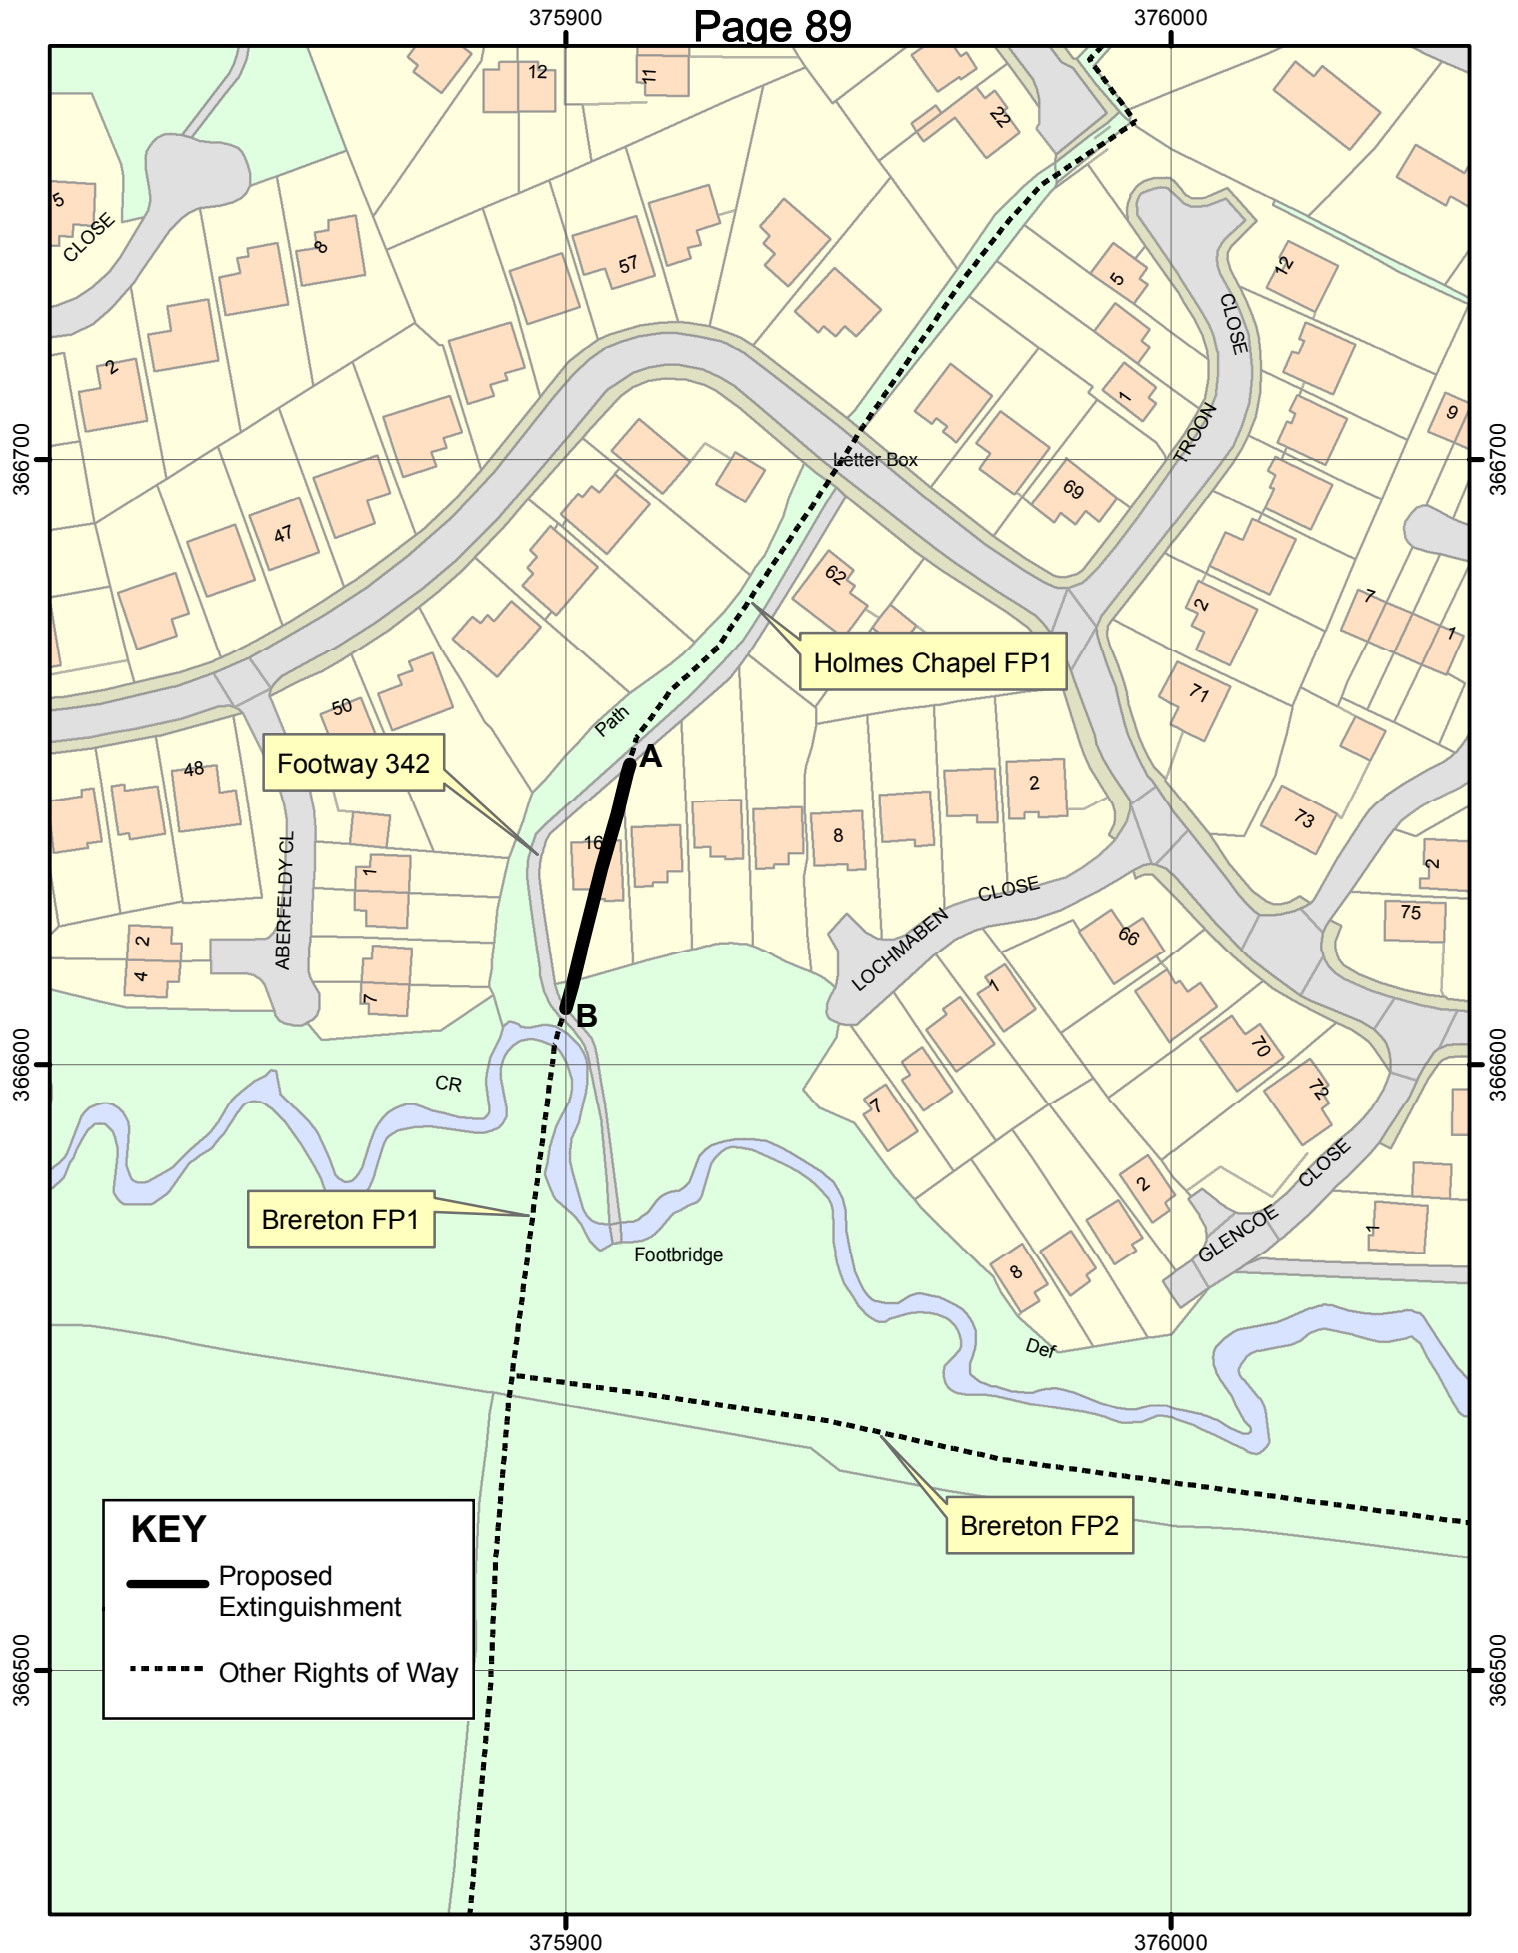 375900
Page 89
376000
12
11
22
5
CLOSE
8
57
5
12
CLOSE
2
1
9
366700
TROON
366700
Letter Box
69
47
62
2
7
1
Holmes Chapel FP1
71
50
Path
Footway 342
A
48
2
73
16
8
2
ABERFELDY CL
1
CLOSE
75
LOCHMABEN
66
2
4
7
1
B
70
366600
366600
CR
7
72
CLOSE
2
Brereton FP1
GLENCOE
1
Footbridge
8
Def
KEY
Brereton FP2
Proposed
Extinguishment
366500
Other Rights of Way
366500
375900
376000